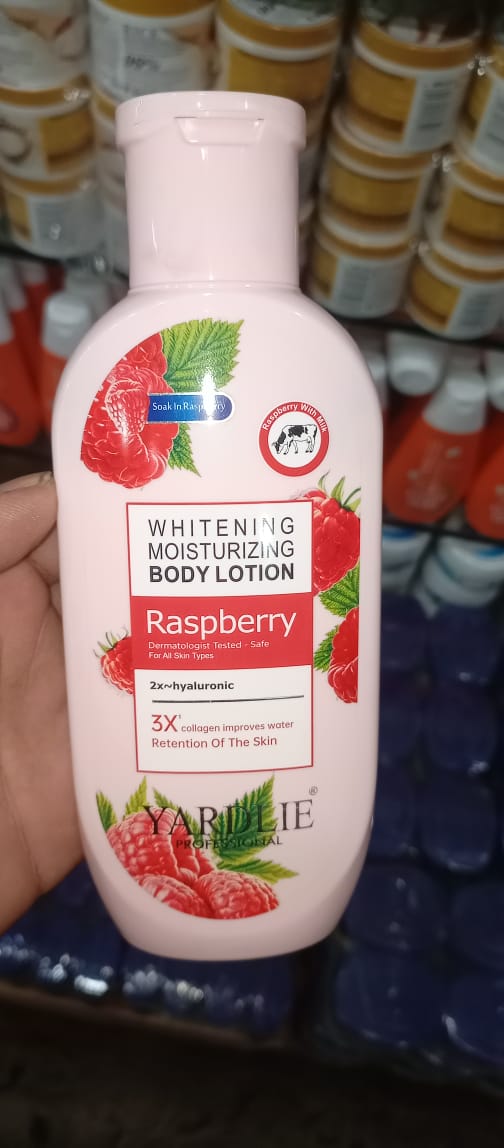 Soak In Raspberry
Raspberry With Milk
WHITENING
MOISTURIZING
BODY LOTION
Raspberry
Dermatologist Tested - Safe
For All Skin Types
2x~hyaluronic
3X¹ collagen improves water
Retention Of The Skin
YARDLIE®
PROFESSIONAL